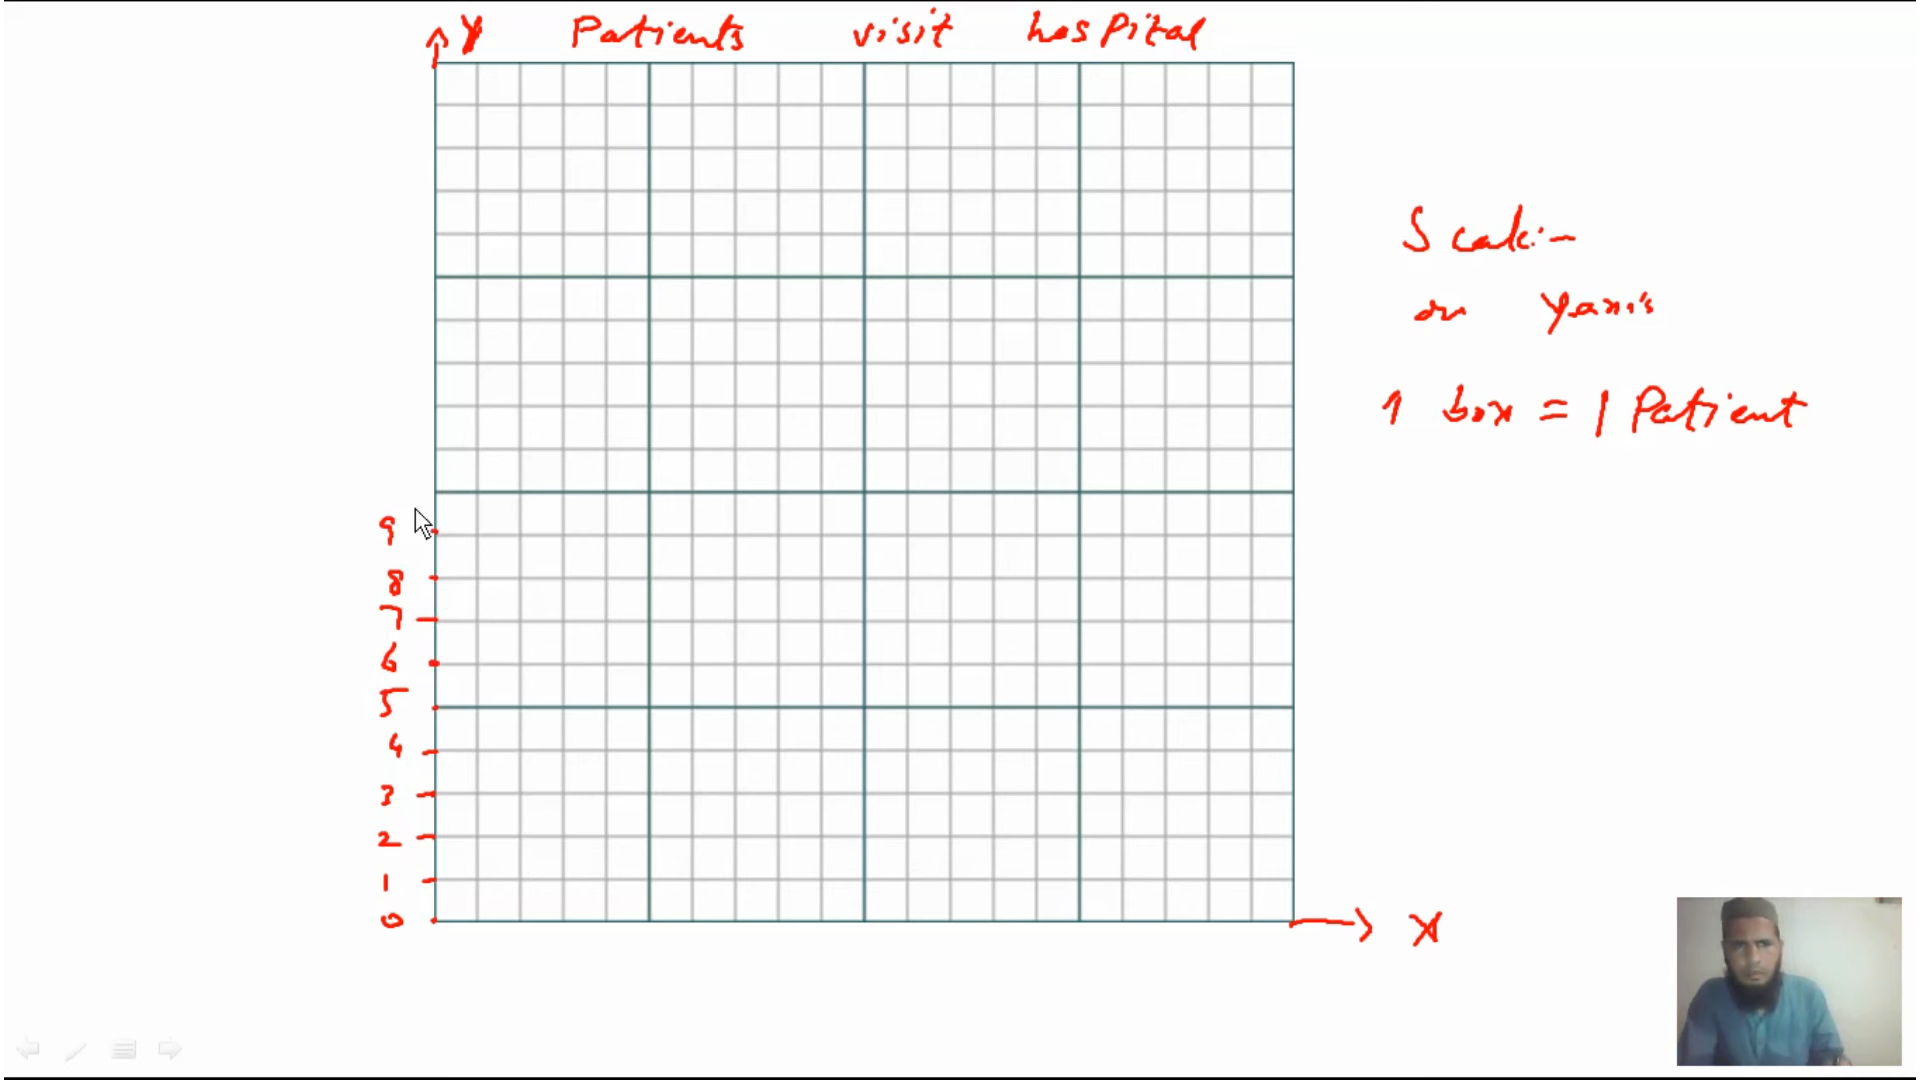 Y Patients visit hospital
Scale:-
on Y axis
1 box = 1 Patient
9
8
7
6
5
4
3
2
1
0
X